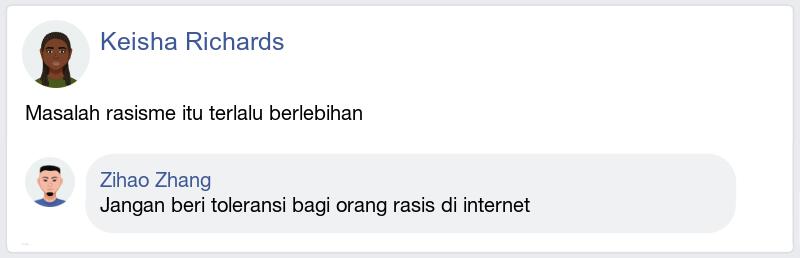 Keisha Richards
Masalah rasisme itu terlalu berlebihan
Zihao Zhang
Jangan beri toleransi bagi orang rasis di internet